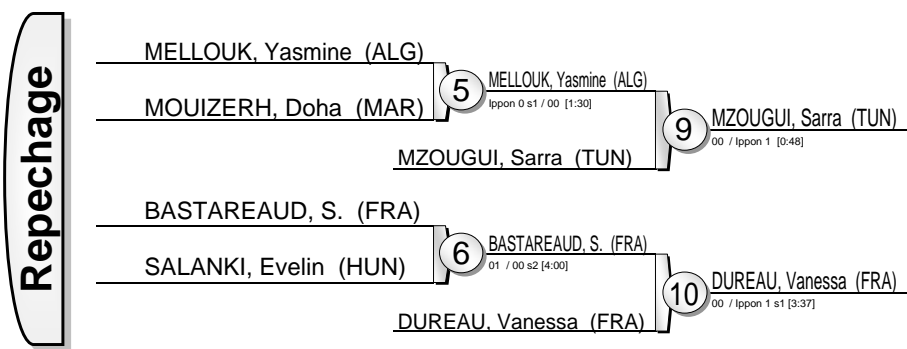 Repechage
MELLOUK, Yasmine (ALG)
MOUIZERH, Doha (MAR)
5
MELLOUK, Yasmine (ALG)
Ippon 0 s1 / 00 [1:30]
MZOUGUI, Sarra (TUN)
9
MZOUGUI, Sarra (TUN)
00 / Ippon 1 [0:48]
BASTAREAUD, S. (FRA)
SALANKI, Evelin (HUN)
6
BASTAREAUD, S. (FRA)
01 / 00 s2 [4:00]
DUREAU, Vanessa (FRA)
10
DUREAU, Vanessa (FRA)
00 / Ippon 1 s1 [3:37]